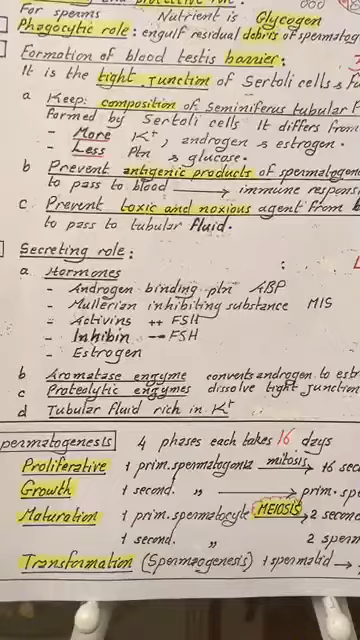 For sperms Nutrient is Glycogen
Phagocytic role: engulf residual debris of spermatog
Formation of blood testis barrier:
It is the tight junction of Sertoli cells & fu
a Keep: composition of Seminiferus tubular F
formed by Sertoli cells It differs from
- More K+, androgen & estrogen.
- Less Ptn & glucose.
b Prevent antigenic products of spermatogene
to pass to blood → immune respons
c Prevent toxic and noxious agent from b
to pass to tubular fluid.
Secreting role:
a Hormones
- Androgen binding ptn ABP
- Mullerian inhibiting substance MIS
- Activins ++ FSH
- Inhibin -- FSH
- Estrogen
b Aromatase enzyme converts androgen to estr
c Proteolytic enzymes dissolve tight junction
d Tubular fluid rich in K+
permatogenesis 4 phases each takes 16 days
Proliferative 1 prim. spermatogonia mitosis → 16 sec
Growth 1 second. " → prim. sp
Maturation 1 prim. spermatocyte MEIOSIS → 2 second
1 second. " 2 sperm
Transformation (Spermeogenesis) 1 spermatid →